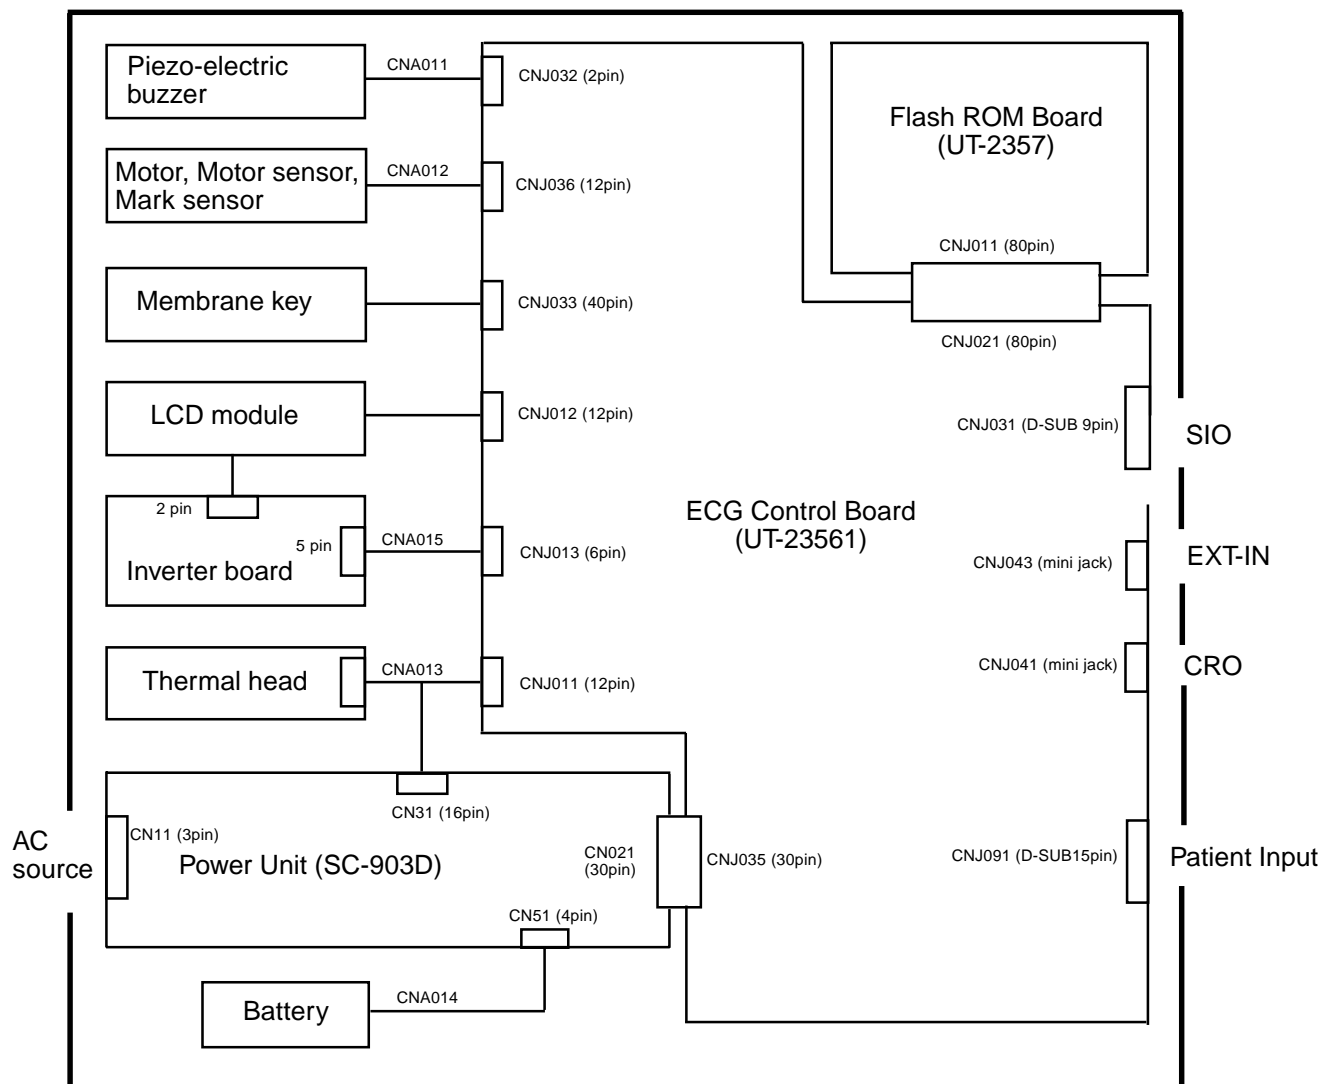 Piezo-electric
buzzer
CNA011
CNJ032 (2pin)
Flash ROM Board
(UT-2357)
Motor, Motor sensor,
Mark sensor
CNA012
CNJ036 (12pin)
CNJ011 (80pin)
Membrane key
CNJ033 (40pin)
CNJ021 (80pin)
LCD module
CNJ012 (12pin)
CNJ031 (D-SUB 9pin)
SIO
2 pin
5 pin
Inverter board
CNA015
CNJ013 (6pin)
ECG Control Board
(UT-23561)
CNJ043 (mini jack)
EXT-IN
Thermal head
CNA013
CNJ011 (12pin)
CNJ041 (mini jack)
CRO
CN31 (16pin)
AC
source
CN11 (3pin)
Power Unit (SC-903D)
CN021
(30pin)
CNJ035 (30pin)
CNJ091 (D-SUB15pin)
Patient Input
CN51 (4pin)
Battery
CNA014